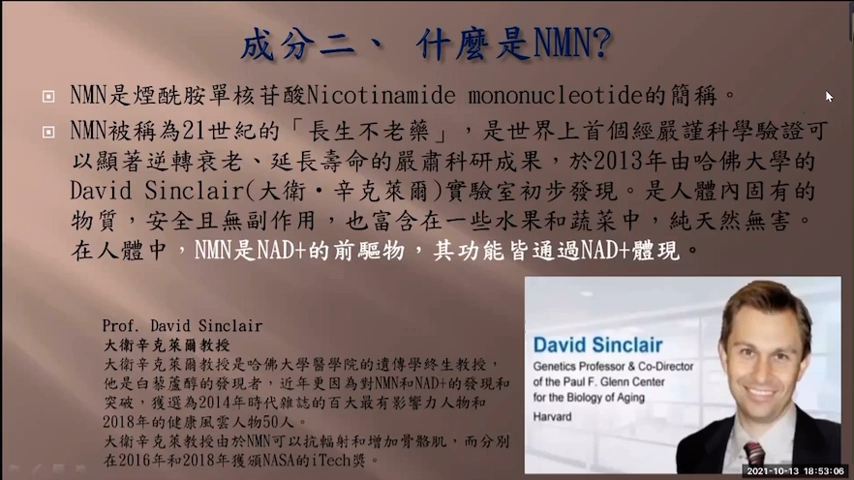 成分二、 什麼是NMN?
NMN是煙酰胺單核苷酸Nicotinamide mononucleotide的簡稱。
NMN被稱為21世紀的「長生不老藥」，是世界上首個經嚴謹科學驗證可
以顯著逆轉衰老、延長壽命的嚴肅科研成果，於2013年由哈佛大學的
David Sinclair(大衛·辛克萊爾)實驗室初步發現。是人體內固有的
物質，安全且無副作用，也富含在一些水果和蔬菜中，純天然無害。
在人體中，NMN是NAD+的前驅物，其功能皆通過NAD+體現。
Prof. David Sinclair
大衛辛克萊爾教授
大衛辛克萊爾教授是哈佛大學醫學院的遺傳學終生教授，
他是白藜蘆醇的發現者，近年更因為對NMN和NAD+的發現和
突破，獲選為2014年時代雜誌的百大最有影響力人物和
2018年的健康風雲人物50人。
大衛辛克萊教授由於NMN可以抗輻射和增加骨骼肌，而分別
在2016年和2018年獲頒NASA的iTech獎。
David Sinclair
Genetics Professor & Co-Director
of the Paul F. Glenn Center
for the Biology of Aging
Harvard
2021-10-13 18:53:06